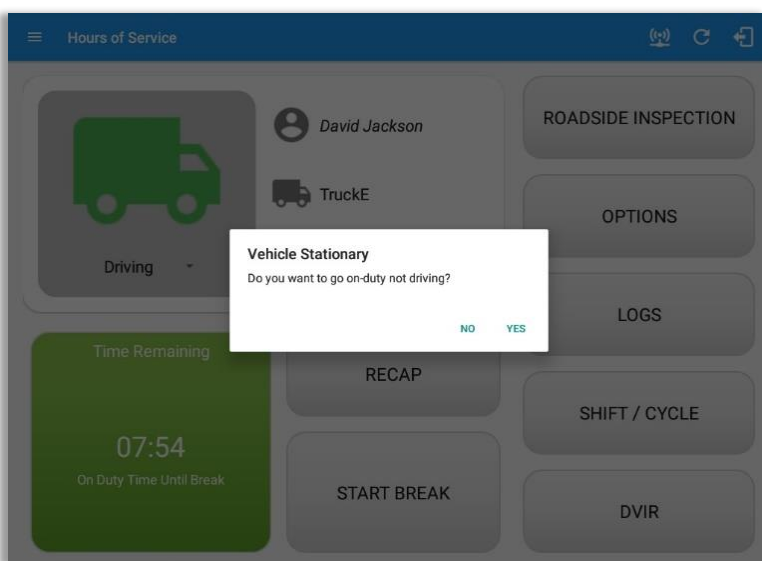 Hours of Service
David Jackson
TruckE
Driving
ROADSIDE INSPECTION
OPTIONS
LOGS
SHIFT / CYCLE
DVIR
Vehicle Stationary
Do you want to go on-duty not driving?
NO YES
Time Remaining
07:54
On Duty Time Until Break
RECAP
START BREAK